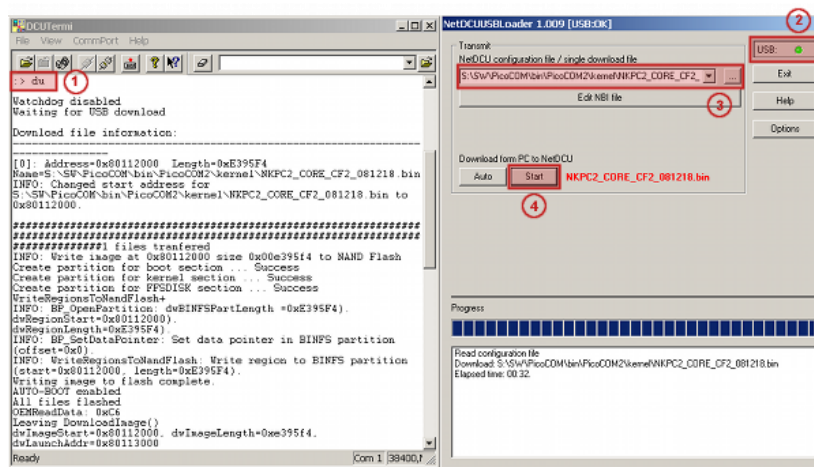 DCUTermi
File View CommPort Help
:> du
1
Watchdog disabled
Waiting for USB download
Download file information:
[0]: Address=0x80112000 Length=0xE395F4
Name=S:\SW\PicoCOM\bin\PicoCOM2\kernel\NKPC2_CORE_CF2_081218.bin
INFO: Changed start address for
S:\SW\PicoCOM\bin\PicoCOM2\kernel\NKPC2_CORE_CF2_081218.bin to
0x80112000.
##################################################################
##################################################################
##############1 files tranfered
INFO: Write image at 0x80112000 size 0x00e395f4 to NAND Flash
Create partition for boot section ... Success
Create partition for kernel section ... Success
Create partition for FFSDISK section ... Success
WriteRegionsToNandFlash+
INFO: BP_OpenPartition: dwBINFSPartLength =0xE395F4).
dwRegionStart=0x80112000).
dwRegionLength=0xE395F4).
INFO: BP_SetDataPointer: Set data pointer in BINFS partition
(offset=0x0).
INFO: WriteRegionsToNandFlash: Write region to BINFS partition
(start=0x80112000, length=0xE395F4).
Writing image to flash complete.
AUTO-BOOT enabled
All files flashed
OEMReadData: 0xC6
Leaving DownloadImage()
dwImageStart=0x80112000, dwImageLength=0xe395f4,
dwLaunchAddr=0x80113000
Ready
Com 1 38400,
NetDCUUSBLoader 1.009 [USB:OK]
2
Transmit
USB:
NetDCU configuration file / single download file
S:\SW\PicoCOM\bin\PicoCOM2\kernel\NKPC2_CORE_CF2_
...
Exit
Edit NBI file
3
Help
Options
Download form PC to NetDCU
Auto
Start
NKPC2_CORE_CF2_081218.bin
4
Progress
Read configuration file
Download: S:\SW\PicoCOM\bin\PicoCOM2\kernel\NKPC2_CORE_CF2_081218.bin
Elapsed time: 00:32